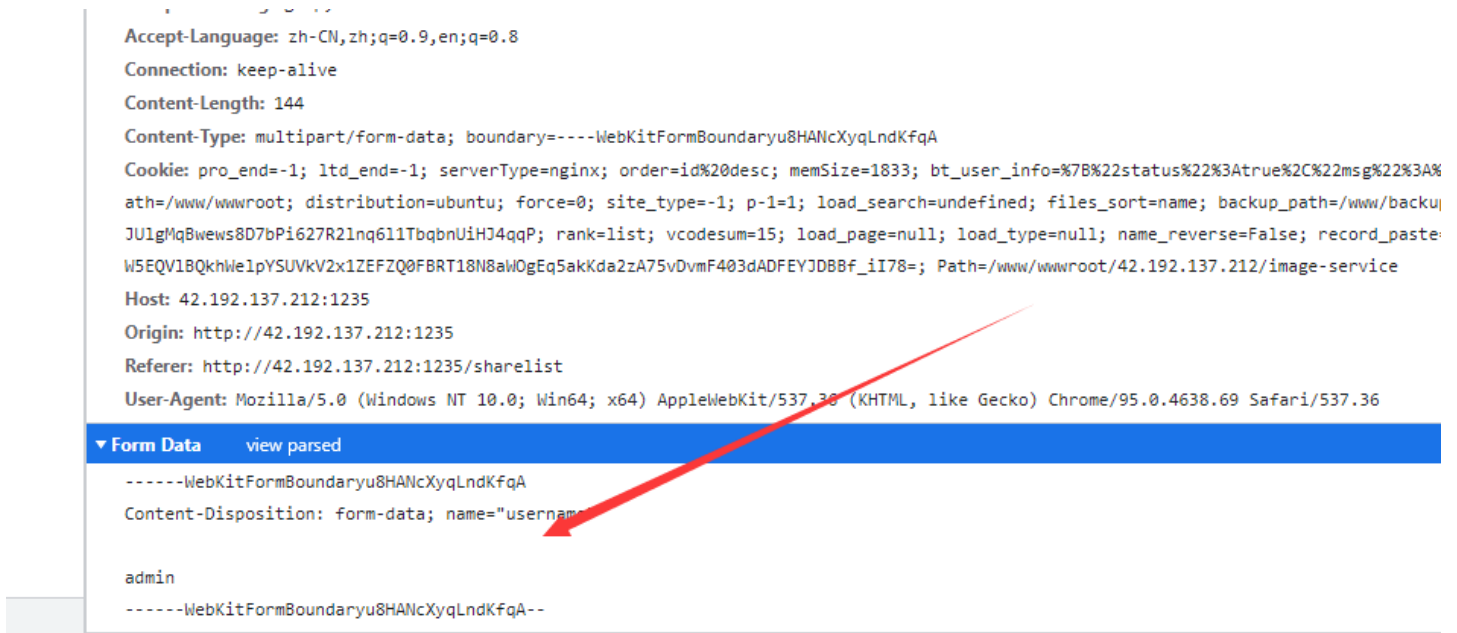 Accept-Language: zh-CN,zh;q=0.9,en;q=0.8
Connection: keep-alive
Content-Length: 144
Content-Type: multipart/form-data; boundary=----WebKitFormBoundaryu8HANcXyqLndKfqA
Cookie: pro_end=-1; ltd_end=-1; serverType=nginx; order=id%20desc; memSize=1833; bt_user_info=%7B%22status%22%3Atrue%2C%22msg%22%3A%
ath=/www/wwwroot; distribution=ubuntu; force=0; site_type=-1; p-1=1; load_search=undefined; files_sort=name; backup_path=/www/backu
JUlgMqBwews8D7bPi627R2lnq6l1TbqbnUiHJ4qqP; rank=list; vcodesum=15; load_page=null; load_type=null; name_reverse=False; record_paste
W5EQVlBQkhWelpYSUVkV2x1ZEFZQ0FBRT18N8aWOgEq5akKda2zA75vDvmF403dADFEYJDBBf_iI78=; Path=/www/wwwroot/42.192.137.212/image-service
Host: 42.192.137.212:1235
Origin: http://42.192.137.212:1235
Referer: http://42.192.137.212:1235/sharelist
User-Agent: Mozilla/5.0 (Windows NT 10.0; Win64; x64) AppleWebKit/537.36 (KHTML, like Gecko) Chrome/95.0.4638.69 Safari/537.36
Form Data view parsed
------WebKitFormBoundaryu8HANcXyqLndKfqA
Content-Disposition: form-data; name="username"
admin
------WebKitFormBoundaryu8HANcXyqLndKfqA--